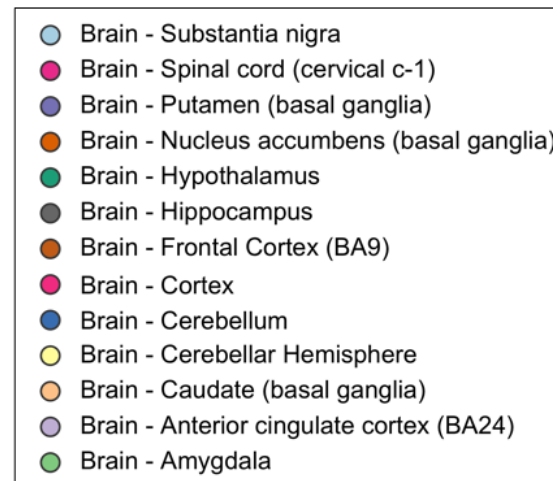 Brain - Substantia nigra
Brain - Spinal cord (cervical c-1)
Brain - Putamen (basal ganglia)
Brain - Nucleus accumbens (basal ganglia)
Brain - Hypothalamus
Brain - Hippocampus
Brain - Frontal Cortex (BA9)
Brain - Cortex
Brain - Cerebellum
Brain - Cerebellar Hemisphere
Brain - Caudate (basal ganglia)
Brain - Anterior cingulate cortex (BA24)
Brain - Amygdala